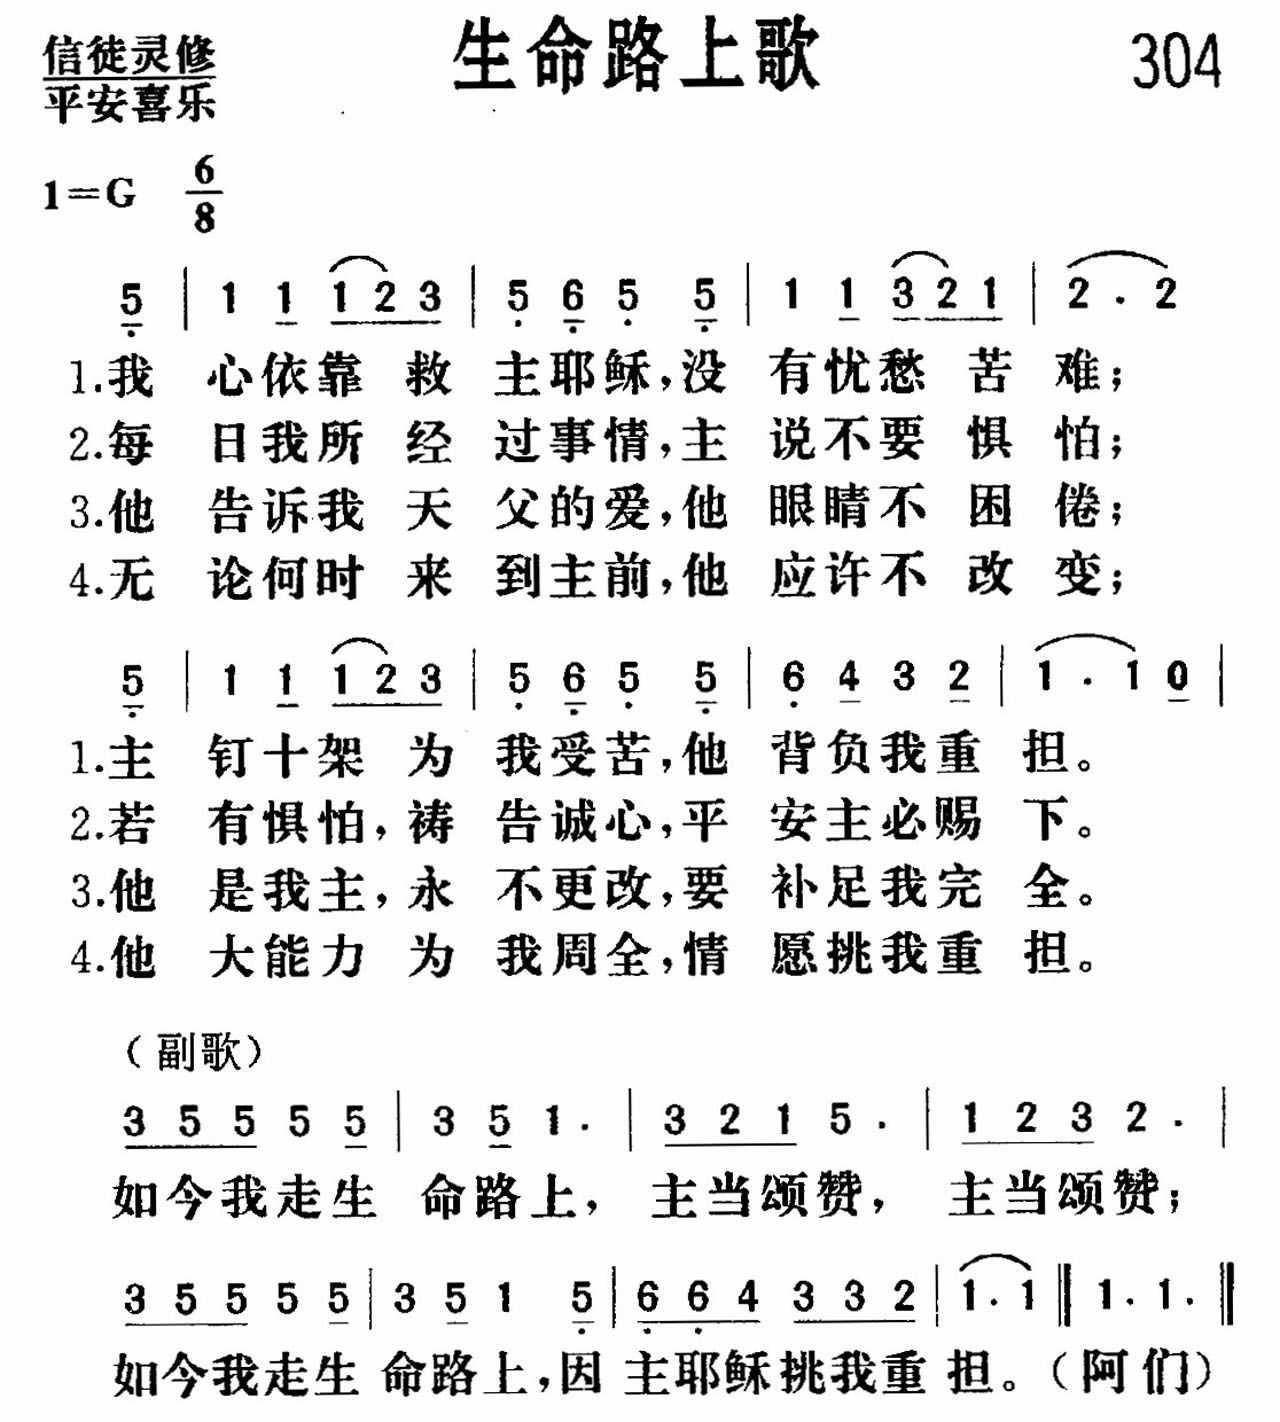 信徒灵修
平安喜乐
生命路上歌
304
1=G 6/8
5 | 1 1 1 2 3 | 5 6 5 5 | 1 1 3 2 1 | 2 . 2
1.我 心依靠 救 主耶稣,没 有忧愁 苦 难;
2.每 日我所 经 过事情,主 说不要 惧 怕;
3.他 告诉我 天 父的爱,他 眼睛不 困 倦;
4.无 论何时 来 到主前,他 应许不 改 变;
5 | 1 1 1 2 3 | 5 6 5 5 | 6 4 3 2 | 1 . 1 0 |
1.主 钉十架 为 我受苦,他 背负我重 担。
2.若 有惧怕,祷 告诚心,平 安主必赐 下。
3.他 是我主,永 不更改,要 补足我完 全。
4.他 大能力 为 我周全,情 愿挑我重 担。
(副歌)
3 5 5 5 5 | 3 5 1 . | 3 2 1 5 . | 1 2 3 2 . |
如今我走生 命路上, 主当颂赞, 主当颂赞;
3 5 5 5 5 | 3 5 1 5 | 6 6 4 3 3 2 | 1 . 1 ‖ 1 . 1 . ‖
如今我走生 命路上,因 主耶稣挑我重 担。(阿们)